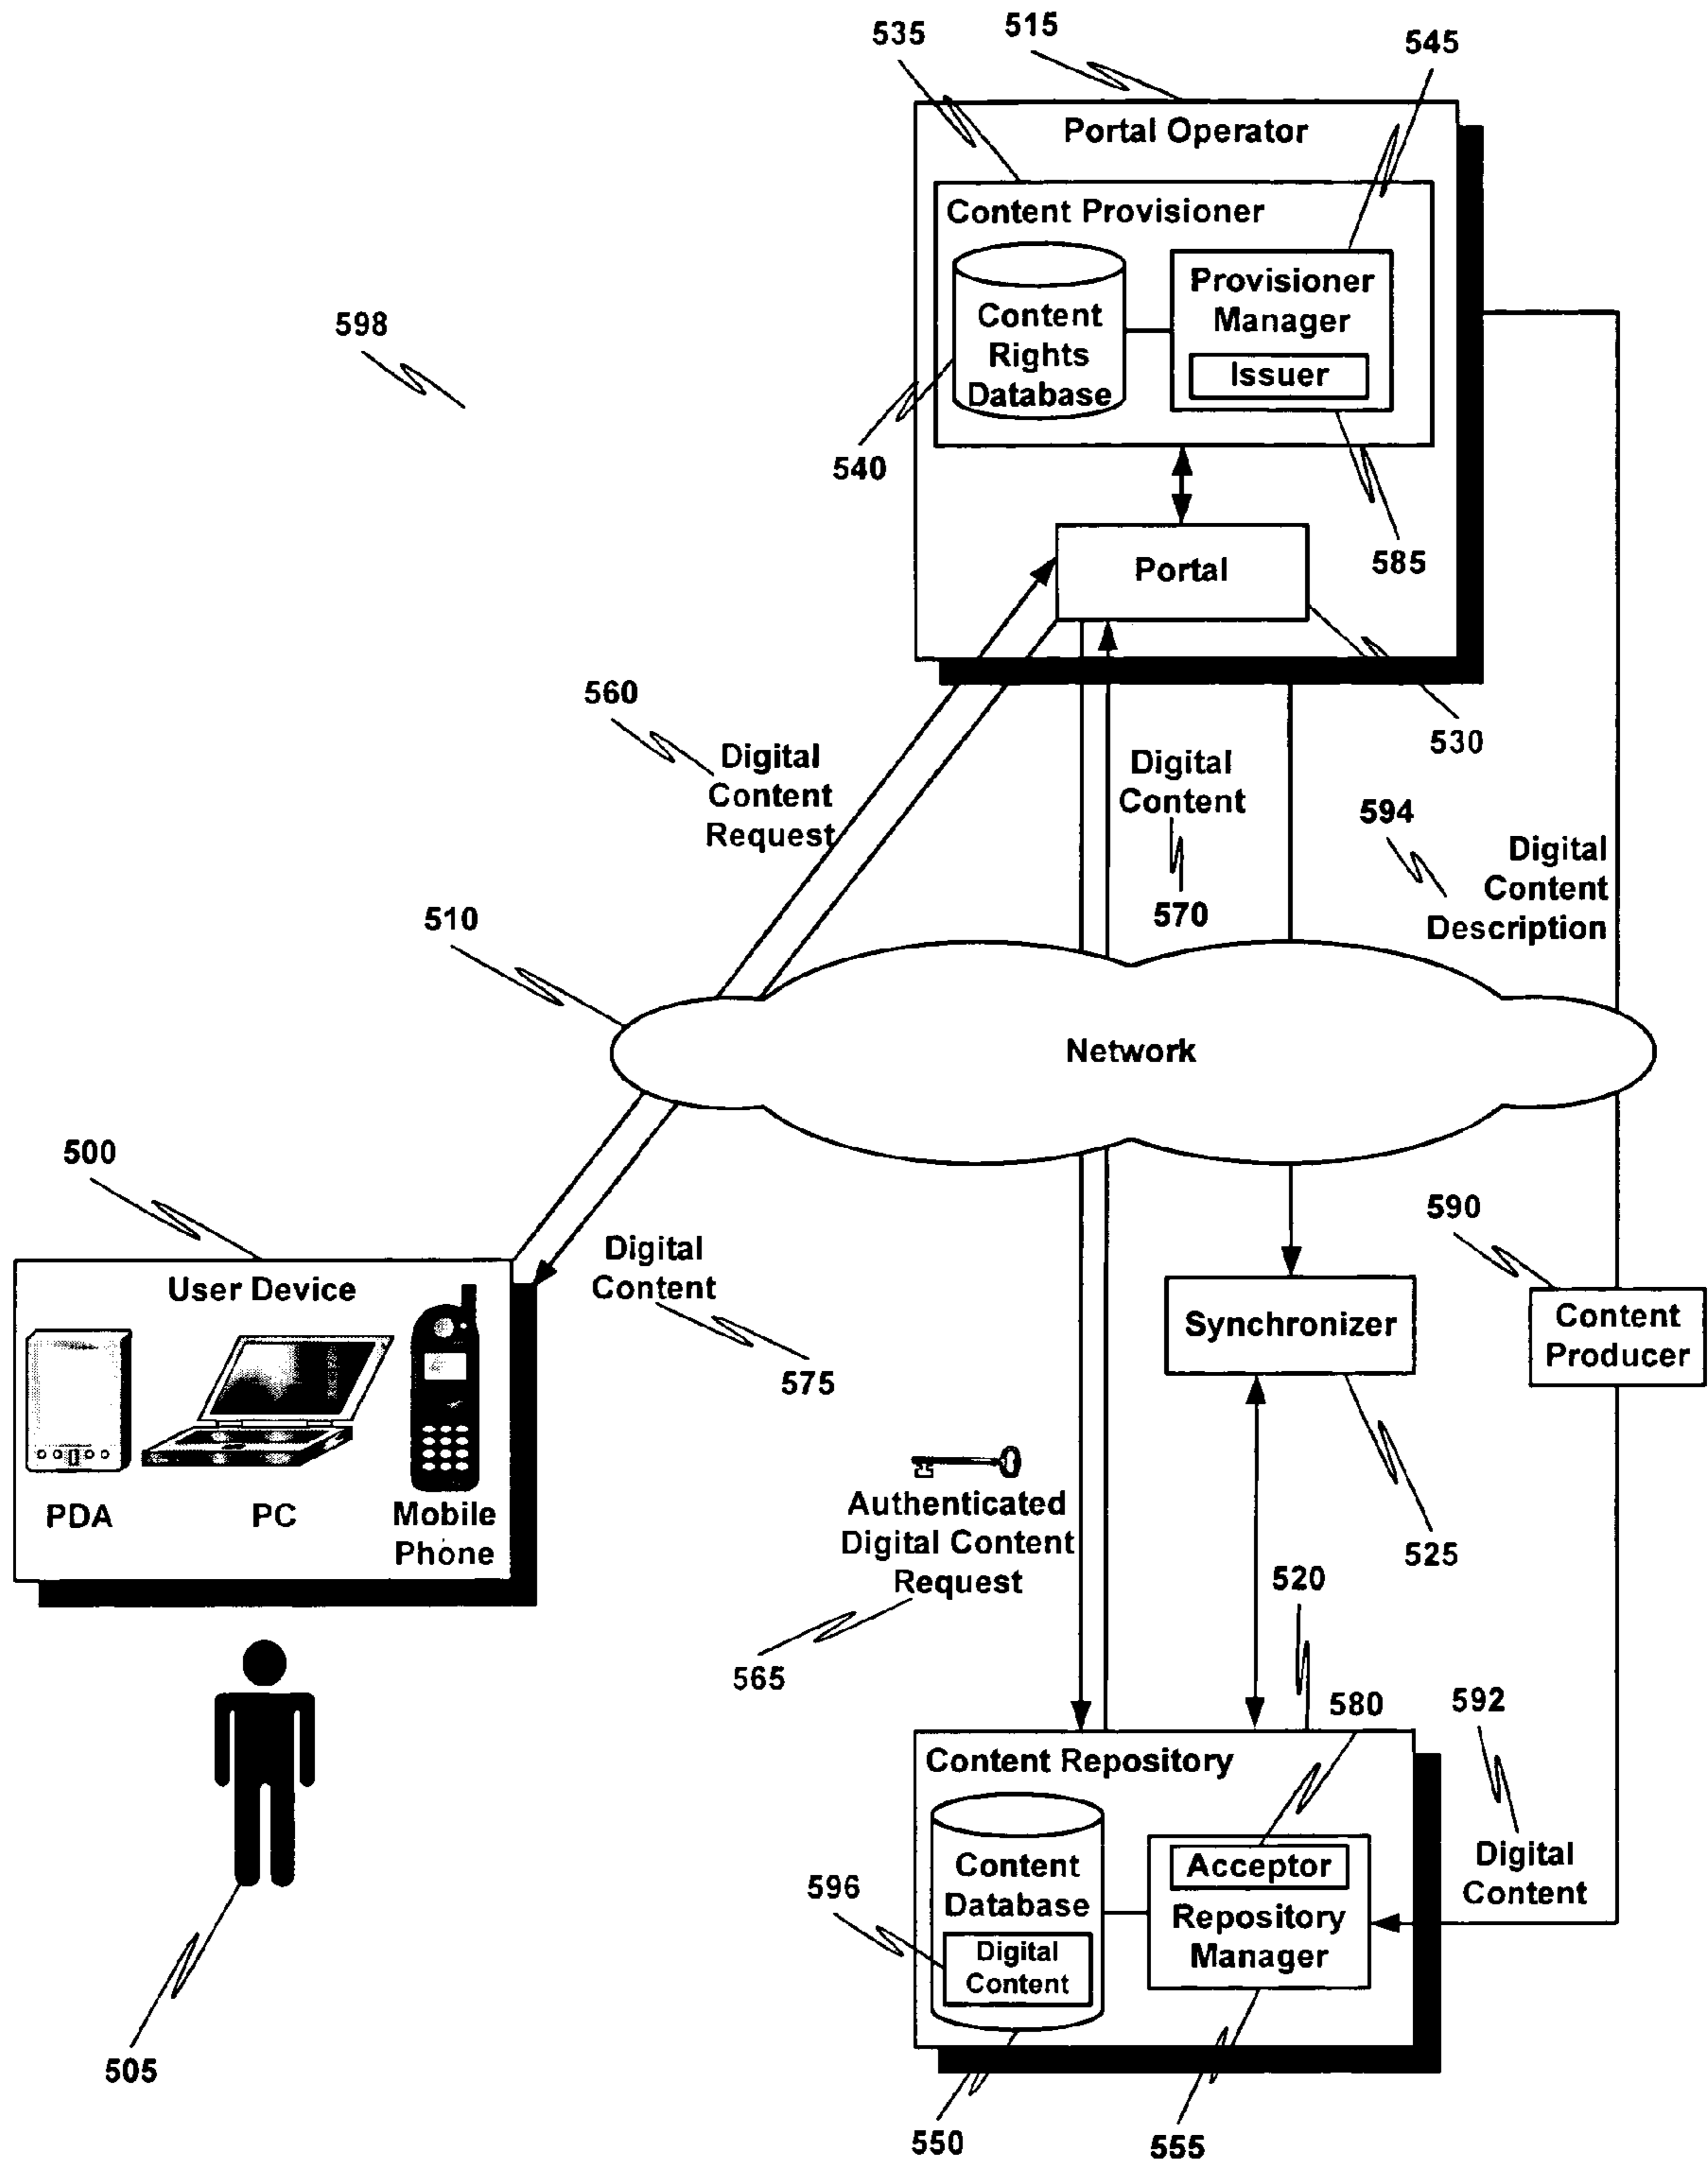 535
515
545
Portal Operator
Content Provisioner
Content
Rights
Database
Provisioner
Manager
Issuer
598
540
585
Portal
560
Digital
Content
Request
530
Digital
Content
570
594
Digital
Content
Description
510
Network
500
User Device
PDA
PC
Mobile
Phone
Digital
Content
575
590
Synchronizer
Content
Producer
525
Authenticated
Digital Content
Request
565
520
580
592
Content Repository
Content
Database
Digital
Content
Acceptor
Repository
Manager
Digital
Content
596
505
550
555